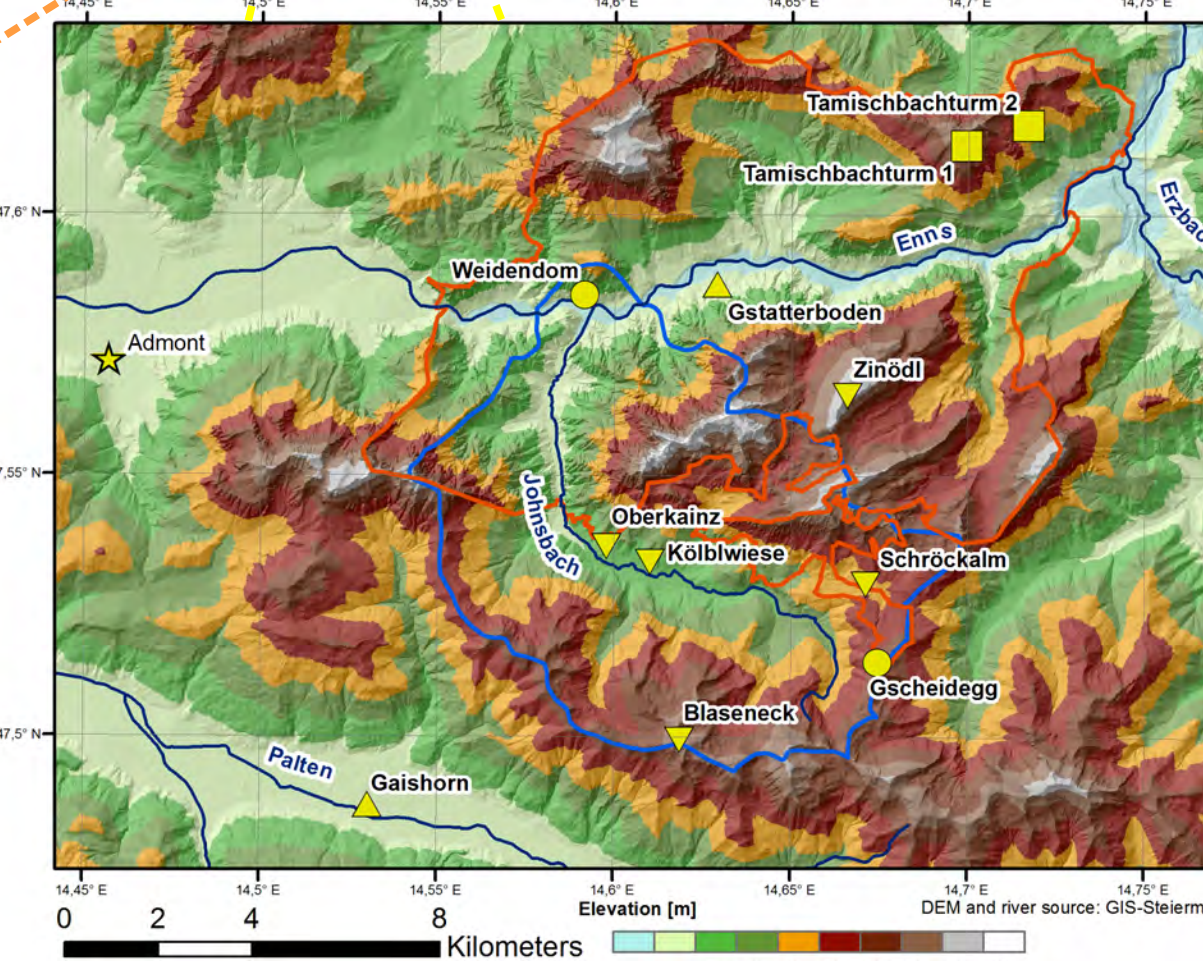 14,45° E 14,5° E 14,55° E 14,6° E 14,65° E 14,7° E 14,75° E
Tamischbachturm 2
Tamischbachturm 1
Erzbac
47,6° N
Enns
Weidendom
Gstatterboden
Admont
Zinödl
7,55° N
Johnsbach
Oberkainz
Kölblwiese
Schröckalm
Gscheidegg
Blaseneck
47,5° N
Palten
Gaishorn
14,45° E 14,5° E 14,55° E 14,6° E 14,65° E 14,7° E 14,75° E
0 2 4 8
Kilometers
Elevation [m]
DEM and river source: GIS-Steierm